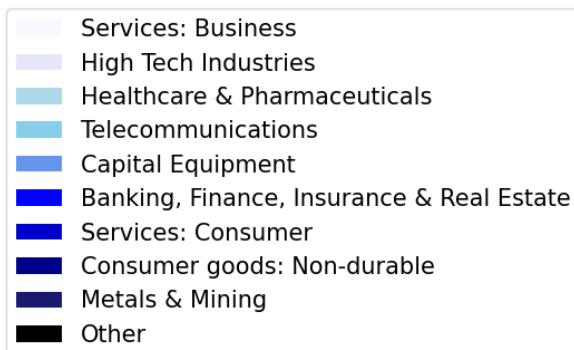 Services: Business
High Tech Industries
Healthcare & Pharmaceuticals
Telecommunications
Capital Equipment
Banking, Finance, Insurance & Real Estate
Services: Consumer
Consumer goods: Non-durable
Metals & Mining
Other